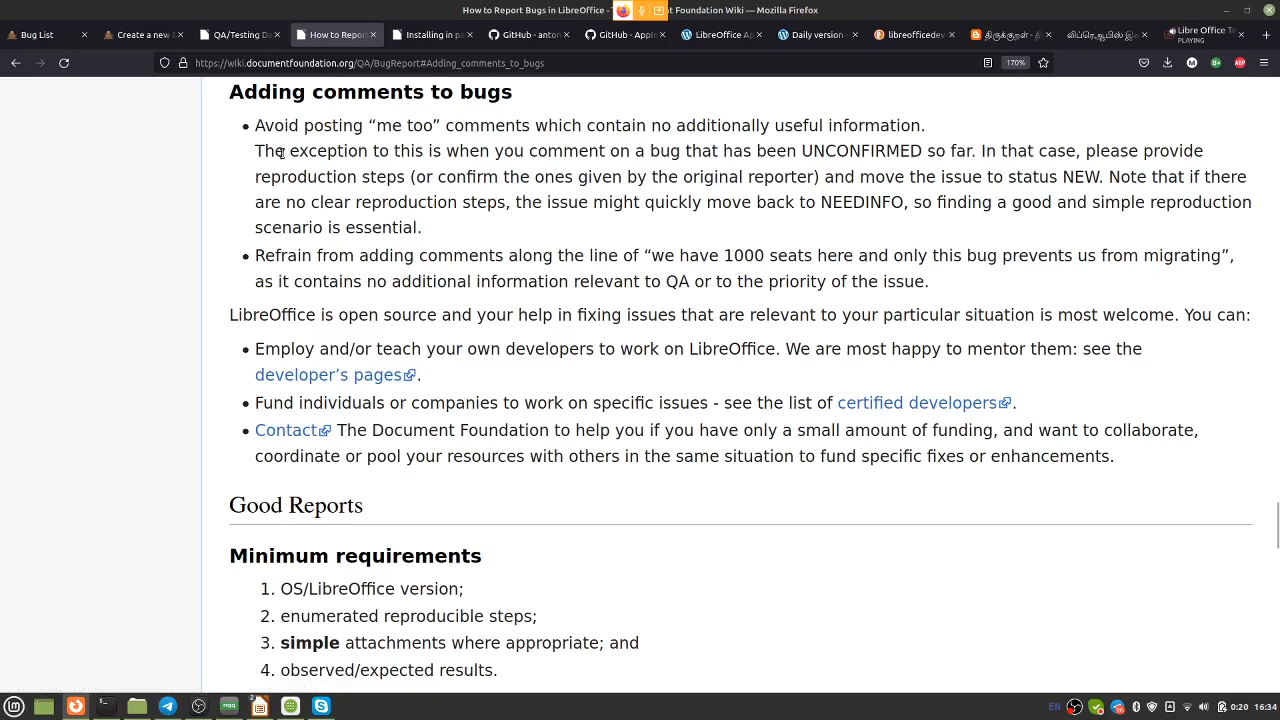 How to Report Bugs in LibreOffice - T nt Foundation Wiki — Mozilla Firefox
Bug List
Create a new
QA/Testing Da
How to Report
Installing in pa
GitHub - anton
GitHub - Apple
LibreOffice Ap
Daily version
libreofficedev
திருக்குறள்
லிப்ரெஓபிஸ் இ
Libre Office Te
PLAYING
https://wiki.documentfoundation.org/QA/BugReport#Adding_comments_to_bugs
170%
Adding comments to bugs
Avoid posting “me too” comments which contain no additionally useful information.
The exception to this is when you comment on a bug that has been UNCONFIRMED so far. In that case, please provide
reproduction steps (or confirm the ones given by the original reporter) and move the issue to status NEW. Note that if there
are no clear reproduction steps, the issue might quickly move back to NEEDINFO, so finding a good and simple reproduction
scenario is essential.
Refrain from adding comments along the line of “we have 1000 seats here and only this bug prevents us from migrating”,
as it contains no additional information relevant to QA or to the priority of the issue.
LibreOffice is open source and your help in fixing issues that are relevant to your particular situation is most welcome. You can:
Employ and/or teach your own developers to work on LibreOffice. We are most happy to mentor them: see the
developer’s pages.
Fund individuals or companies to work on specific issues - see the list of certified developers.
Contact The Document Foundation to help you if you have only a small amount of funding, and want to collaborate,
coordinate or pool your resources with others in the same situation to fund specific fixes or enhancements.
Good Reports
Minimum requirements
1. OS/LibreOffice version;
2. enumerated reproducible steps;
3. simple attachments where appropriate; and
4. observed/expected results.
EN 0:20 16:34